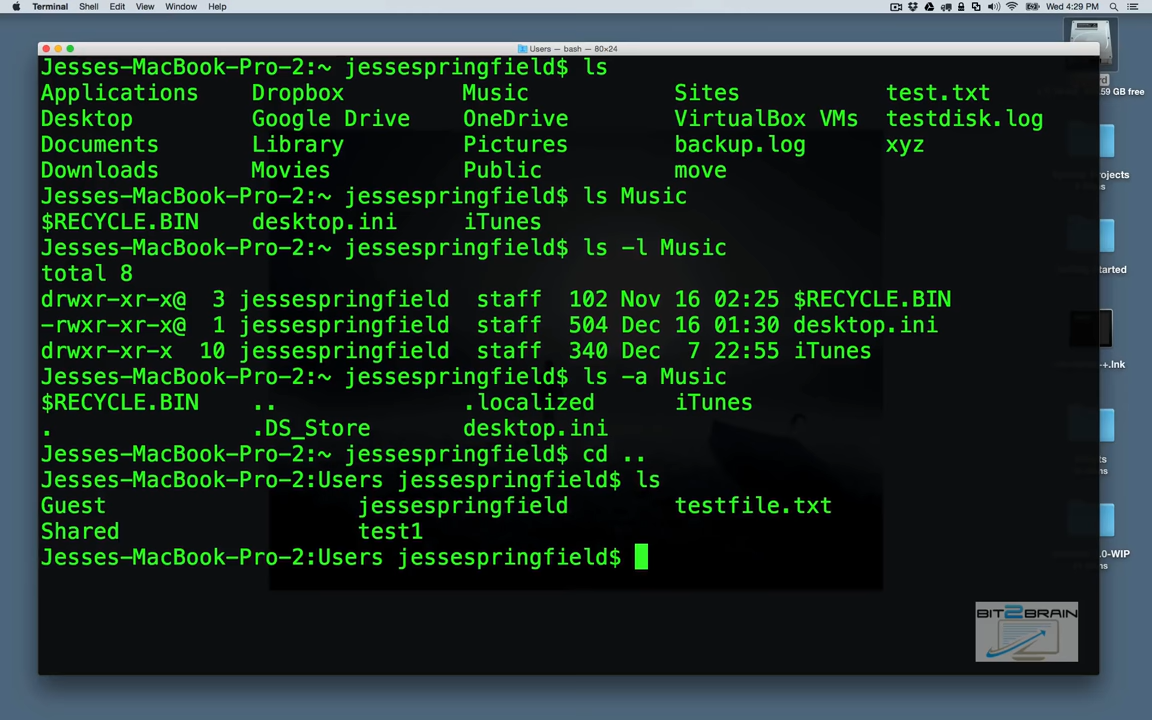 Terminal Shell Edit View Window Help Wed 4:29 PM
Users — bash — 80×24
Jesses-MacBook-Pro-2:~ jessespringfield$ ls
Applications Dropbox Music Sites test.txt
Desktop Google Drive OneDrive VirtualBox VMs testdisk.log
Documents Library Pictures backup.log xyz
Downloads Movies Public move
Jesses-MacBook-Pro-2:~ jessespringfield$ ls Music
$RECYCLE.BIN desktop.ini iTunes
Jesses-MacBook-Pro-2:~ jessespringfield$ ls -l Music
total 8
drwxr-xr-x@ 3 jessespringfield staff 102 Nov 16 02:25 $RECYCLE.BIN
-rwxr-xr-x@ 1 jessespringfield staff 504 Dec 16 01:30 desktop.ini
drwxr-xr-x 10 jessespringfield staff 340 Dec 7 22:55 iTunes
Jesses-MacBook-Pro-2:~ jessespringfield$ ls -a Music
$RECYCLE.BIN .. .localized iTunes
. .DS_Store desktop.ini
Jesses-MacBook-Pro-2:~ jessespringfield$ cd ..
Jesses-MacBook-Pro-2:Users jessespringfield$ ls
Guest jessespringfield testfile.txt
Shared test1
Jesses-MacBook-Pro-2:Users jessespringfield$
GB free
BIT2BRAIN